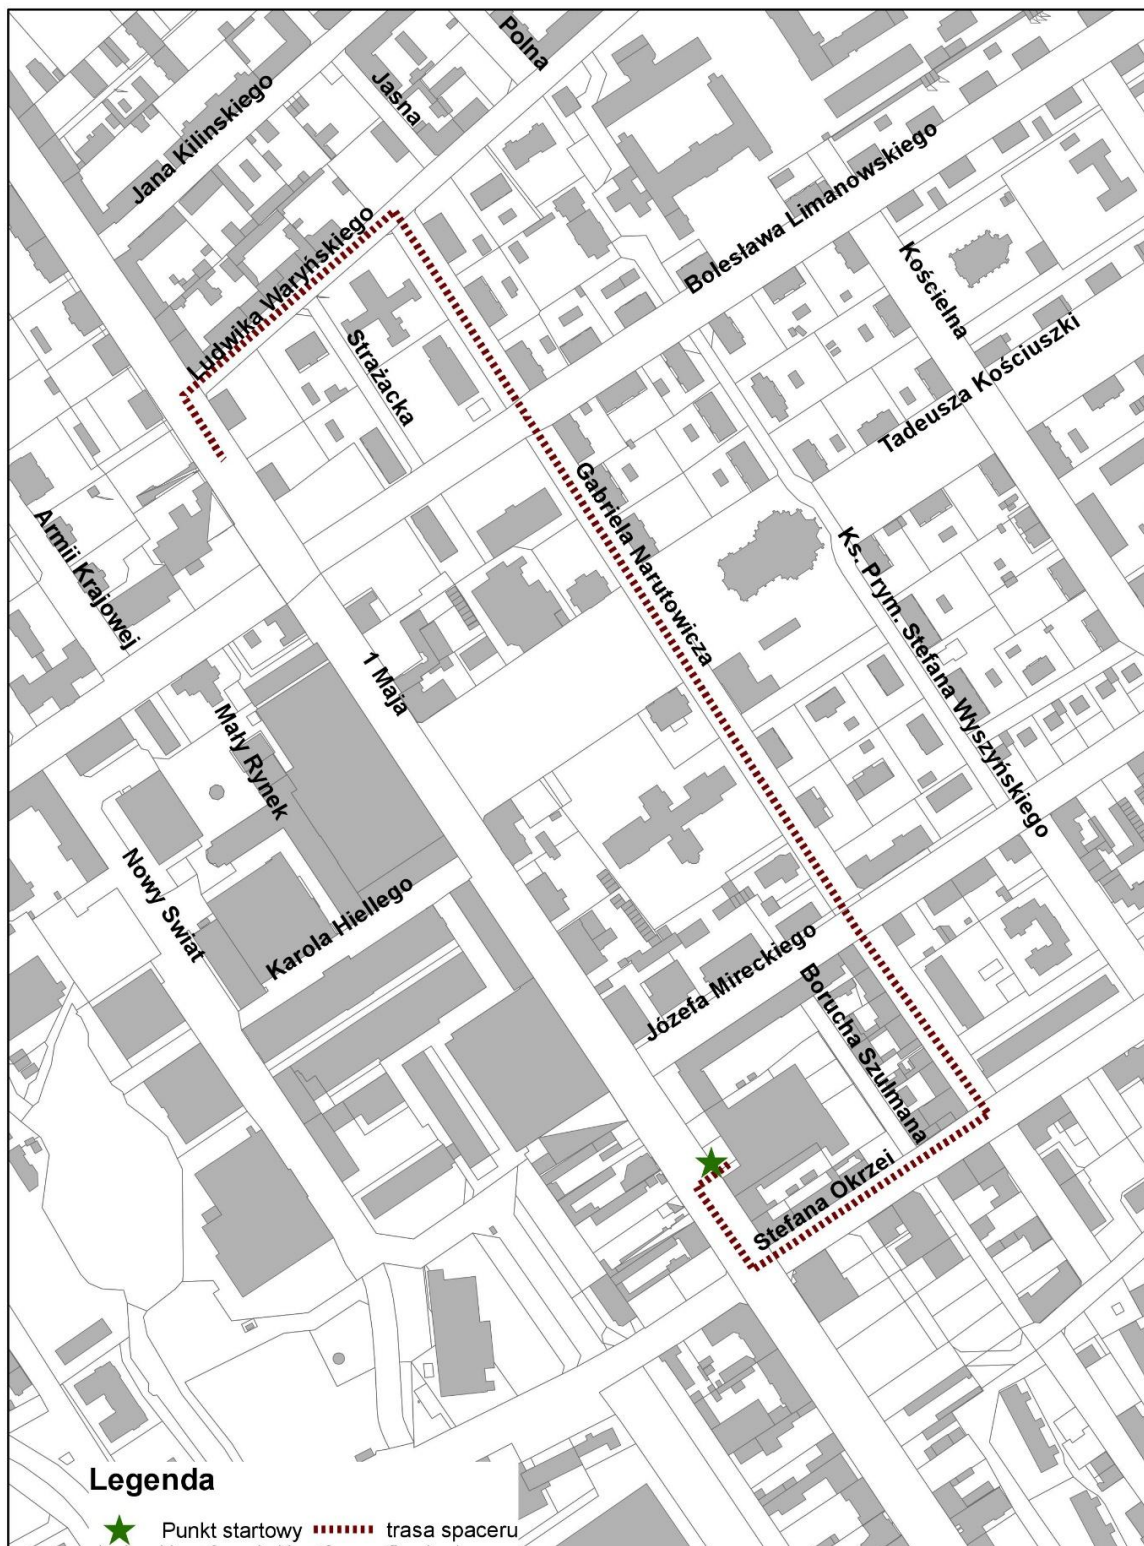 Polna
Jasna
Jana Kilinskiego
Bolesława Limanowskiego
Ludwika Waryńskiego
Kościelna
Strażacka
Tadeusza Kościuszki
Gabriela Narutowicza
Armii Krajowej
Ks. Prym. Stefana Wyszyńskiego
1 Maja
Mały Rynek
Nowy Swiat
Karola Hiellego
Józefa Mireckiego
Borucha Szulmana
Stefana Okrzei
Legenda
Punkt startowy
trasa spaceru